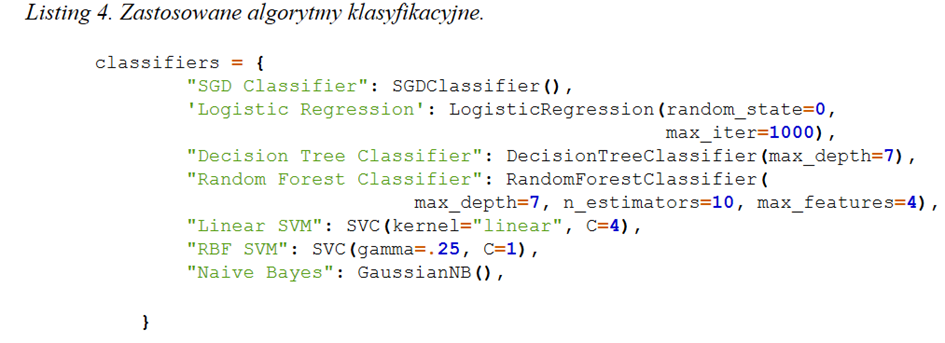 Listing 4. Zastosowane algorytmy klasyfikacyjne.
classifiers = {
"SGD Classifier": SGDClassifier(),
'Logistic Regression': LogisticRegression(random_state=0,
max_iter=1000),
"Decision Tree Classifier": DecisionTreeClassifier(max_depth=7),
"Random Forest Classifier": RandomForestClassifier(
max_depth=7, n_estimators=10, max_features=4),
"Linear SVM": SVC(kernel="linear", C=4),
"RBF SVM": SVC(gamma=.25, C=1),
"Naive Bayes": GaussianNB(),
}